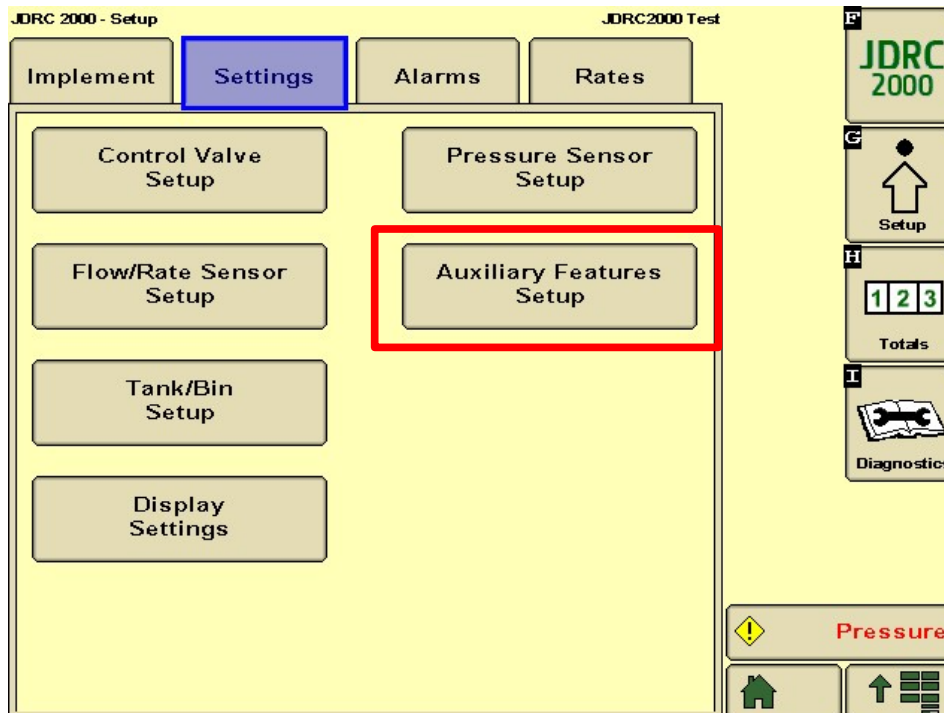 JDRC 2000 - Setup
JDRC2000 Test
Implement
Settings
Alarms
Rates
Control Valve
Setup
Pressure Sensor
Setup
Flow/Rate Sensor
Setup
Auxiliary Features
Setup
Tank/Bin
Setup
Display
Settings
F
JDRC
2000
G
Setup
H
1 2 3
Totals
I
Diagnostics
Pressure